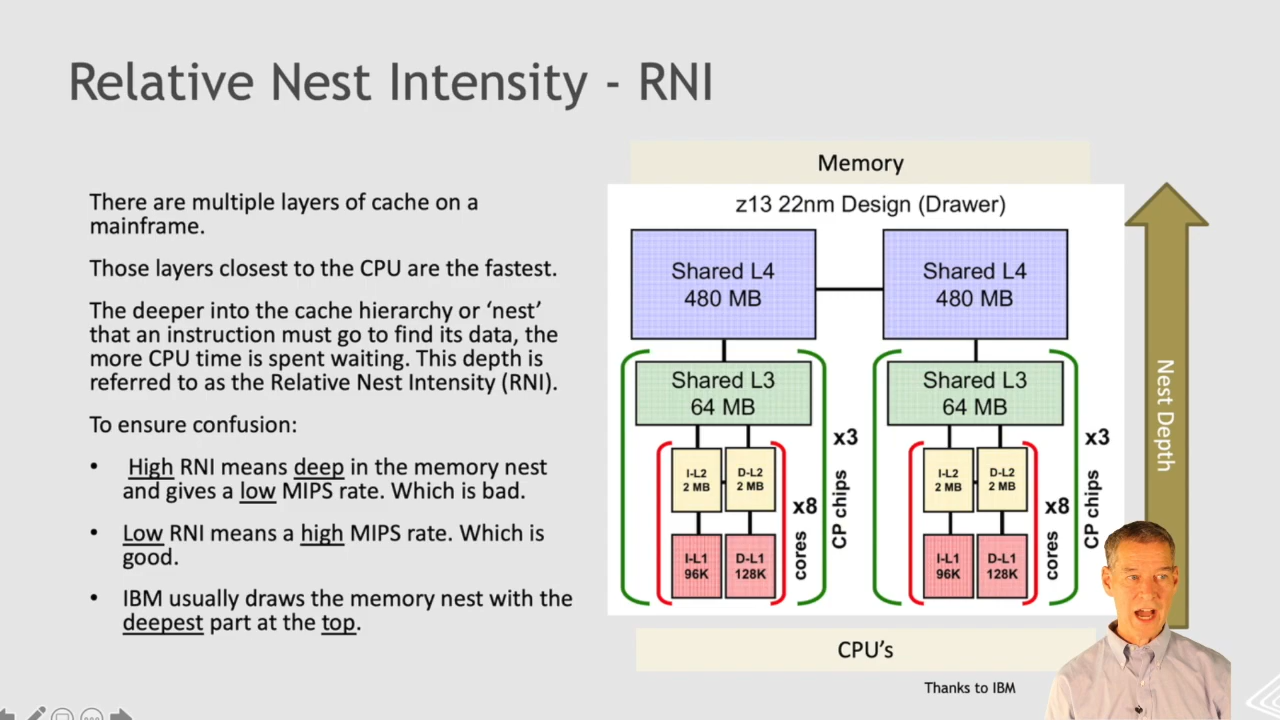 Relative Nest Intensity - RNI
There are multiple layers of cache on a
mainframe.
Those layers closest to the CPU are the fastest.
The deeper into the cache hierarchy or ‘nest’
that an instruction must go to find its data, the
more CPU time is spent waiting. This depth is
referred to as the Relative Nest Intensity (RNI).
To ensure confusion:
• High RNI means deep in the memory nest
and gives a low MIPS rate. Which is bad.
• Low RNI means a high MIPS rate. Which is
good.
• IBM usually draws the memory nest with the
deepest part at the top.
Memory
z13 22nm Design (Drawer)
Shared L4
480 MB
Shared L3
64 MB
I-L2
2 MB
D-L2
2 MB
I-L1
96K
D-L1
128K
x8
cores
x3
CP chips
Shared L4
480 MB
Shared L3
64 MB
I-L2
2 MB
D-L2
2 MB
I-L1
96K
D-L1
128K
x8
cores
x3
CP chips
Nest Depth
CPU’s
Thanks to IBM